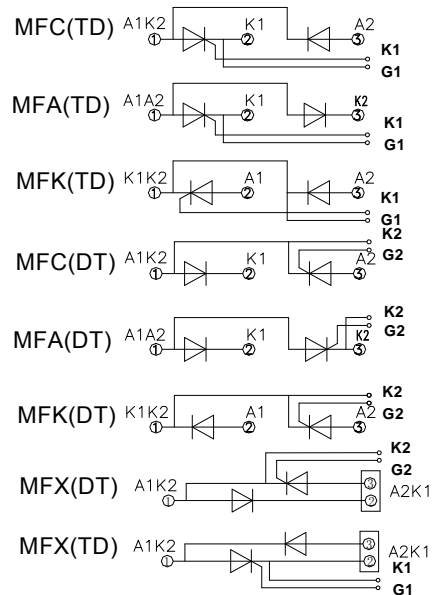 MFC(TD) A1K2 K1 A2
1 2 3
K1
G1
MFA(TD) A1A2 K1 K2
1 2 3
K1
G1
MFK(TD) K1K2 A1 A2
1 2 3
K1
G1
MFC(DT) A1K2 K1 A2
1 2 3
K2
G2
MFA(DT) A1A2 K1 K2
1 2 3
K2
G2
MFK(DT) K1K2 A1 A2
1 2 3
K2
G2
MFX(DT) A1K2 A2K1
1 3 2
K2
G2
MFX(TD) A1K2 A2K1
1 3 2
K1
G1